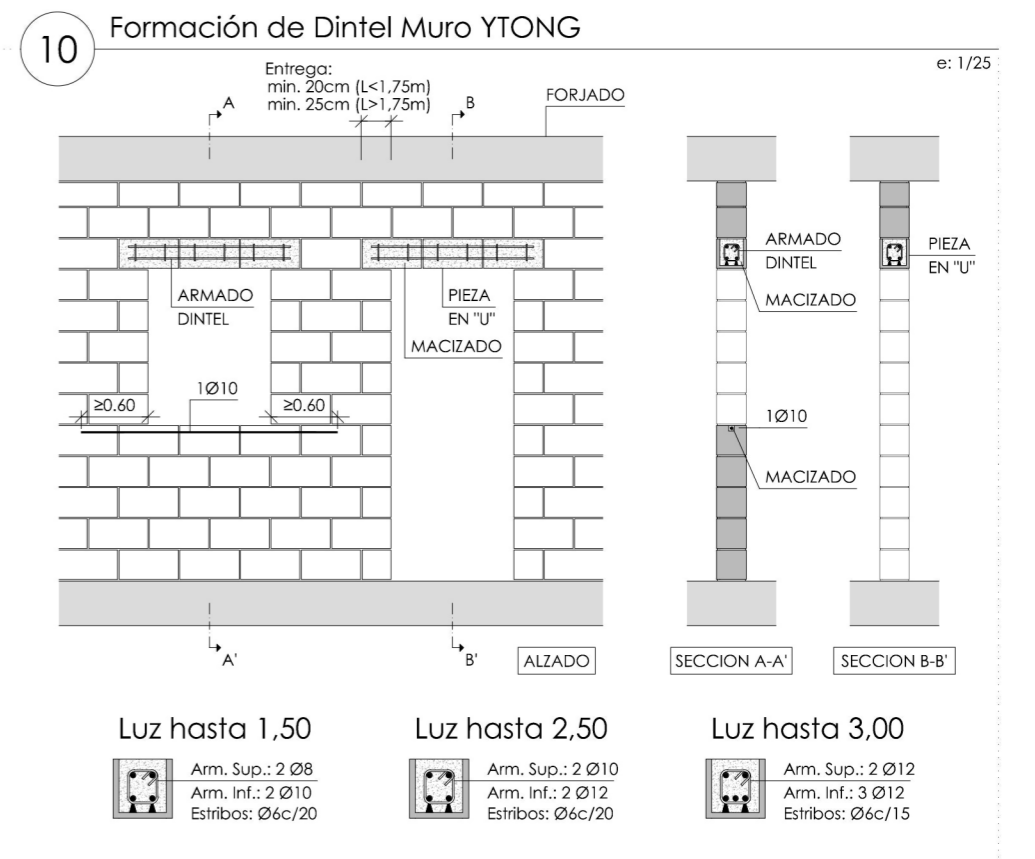 10
Formación de Dintel Muro YTONG
e: 1/25
Entrega:
min. 20cm (L<1,75m)
min. 25cm (L>1,75m)
A
B
FORJADO
ARMADO
DINTEL
PIEZA
EN "U"
MACIZADO
1Ø10
≥0.60
≥0.60
A'
B'
ALZADO
ARMADO
DINTEL
MACIZADO
1Ø10
MACIZADO
SECCION A-A'
PIEZA
EN "U"
SECCION B-B'
Luz hasta 1,50
Arm. Sup.: 2 Ø8
Arm. Inf.: 2 Ø10
Estribos: Ø6c/20
Luz hasta 2,50
Arm. Sup.: 2 Ø10
Arm. Inf.: 2 Ø12
Estribos: Ø6c/20
Luz hasta 3,00
Arm. Sup.: 2 Ø12
Arm. Inf.: 3 Ø12
Estribos: Ø6c/15